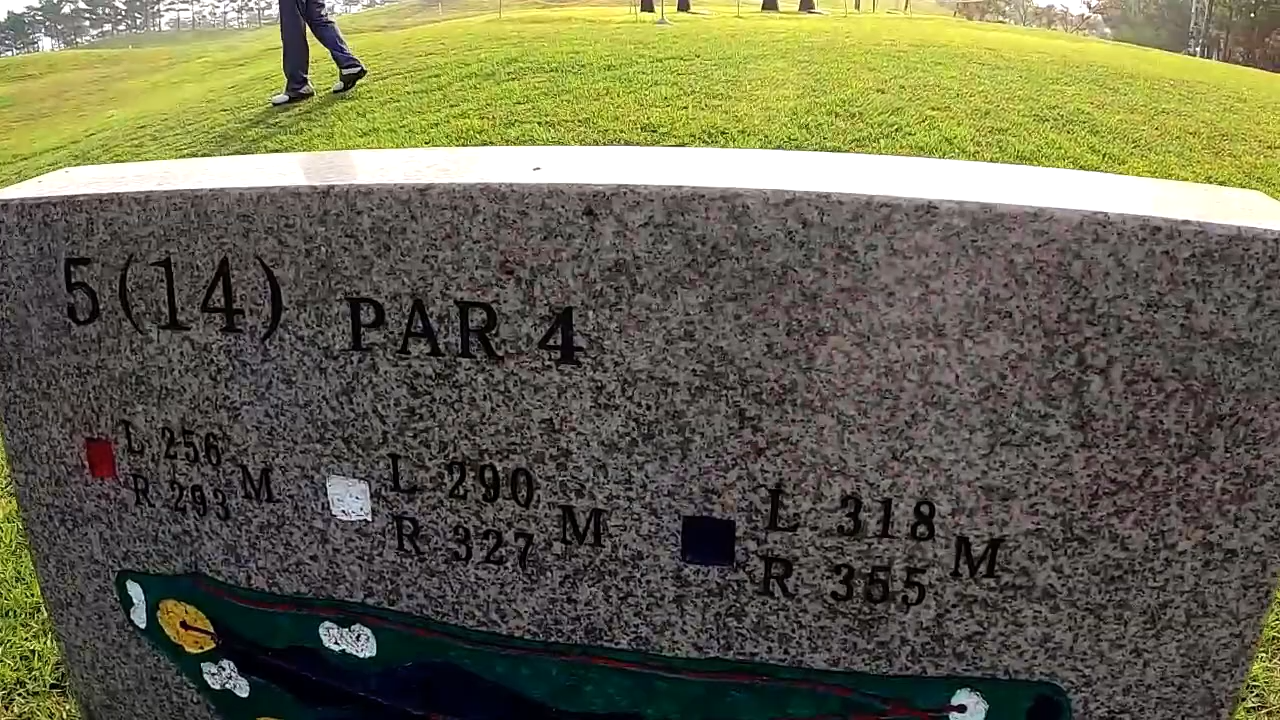 5(14) PAR 4
L 256
R 293 M
L 290
R 327 M
L 318
R 355 M